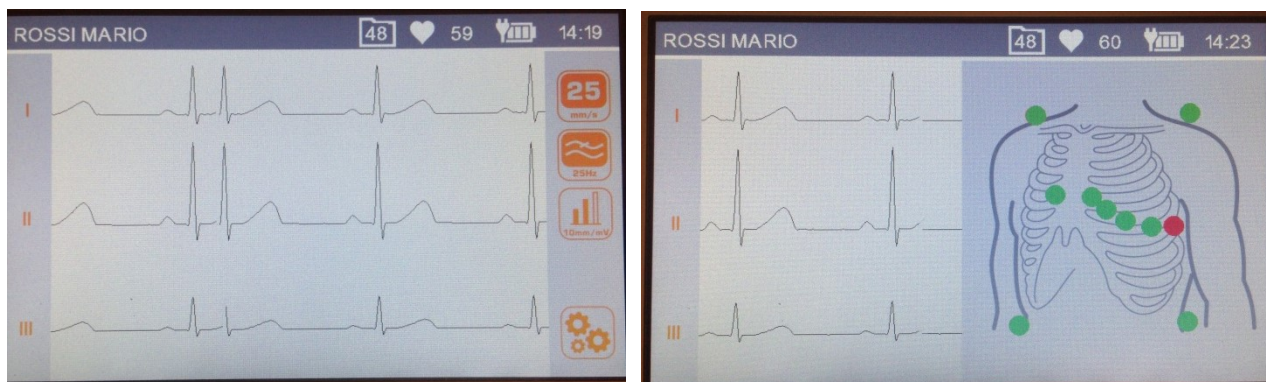 ROSSI MARIO 48 59 14:19
I
25
mm/s
25Hz
II
10mm/mV
III
ROSSI MARIO 48 60 14:23
I
II
III